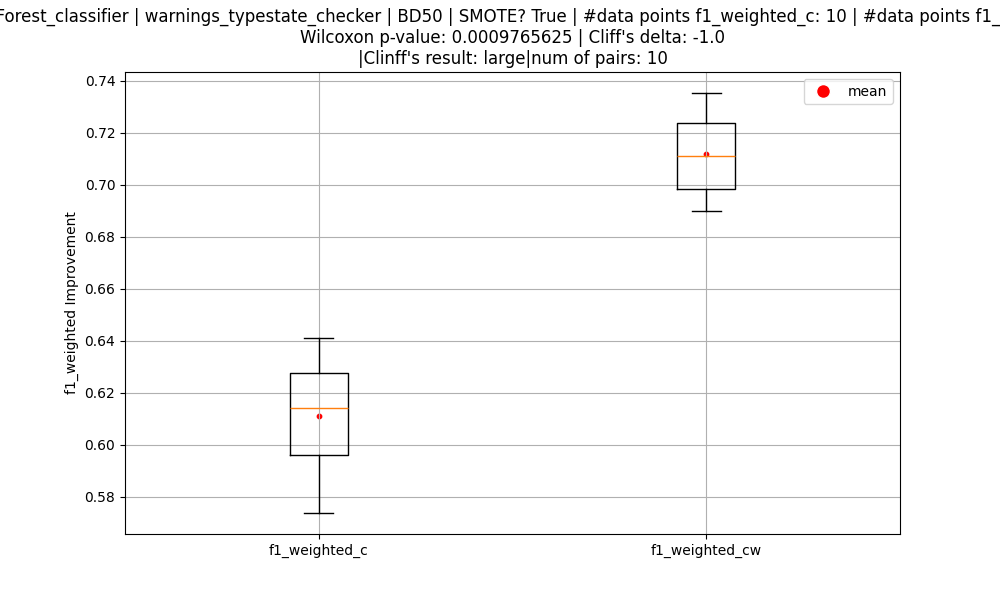 Forest_classifier | warnings_typestate_checker | BD50 | SMOTE? True | #data points f1_weighted_c: 10 | #data points f1_
Wilcoxon p-value: 0.0009765625 | Cliff's delta: -1.0
|Clinff's result: large|num of pairs: 10
mean
0.74
0.72
0.70
0.68
0.66
0.64
0.62
0.60
0.58
f1_weighted Improvement
f1_weighted_c
f1_weighted_cw